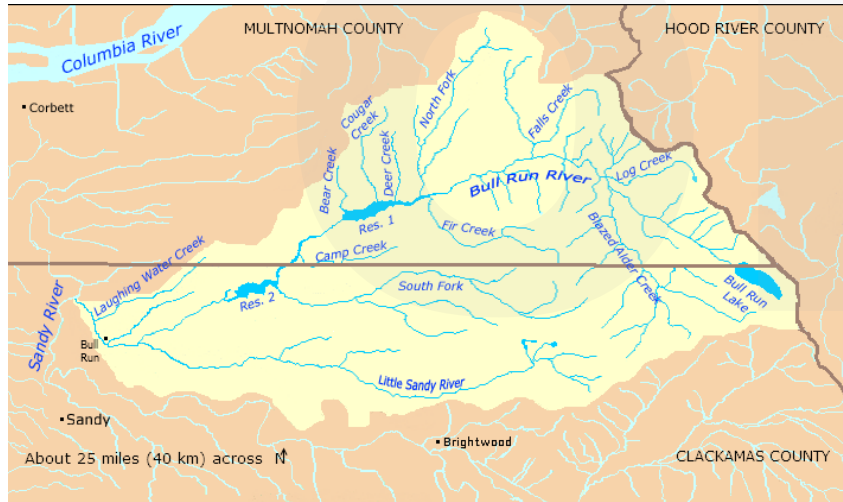 MULTNOMAH COUNTY
HOOD RIVER COUNTY
Columbia River
Corbett
Cougar
Creek
North Fork
Falls Creek
Bear Creek
Deer Creek
Bull Run River
Log Creek
Res. 1
Fir Creek
Blazed Alder Creek
Camp Creek
Laughing Water Creek
South Fork
Bull Run
Lake
Res. 2
Sandy River
Bull
Run
Little Sandy River
Sandy
Brightwood
About 25 miles (40 km) across N
CLACKAMAS COUNTY